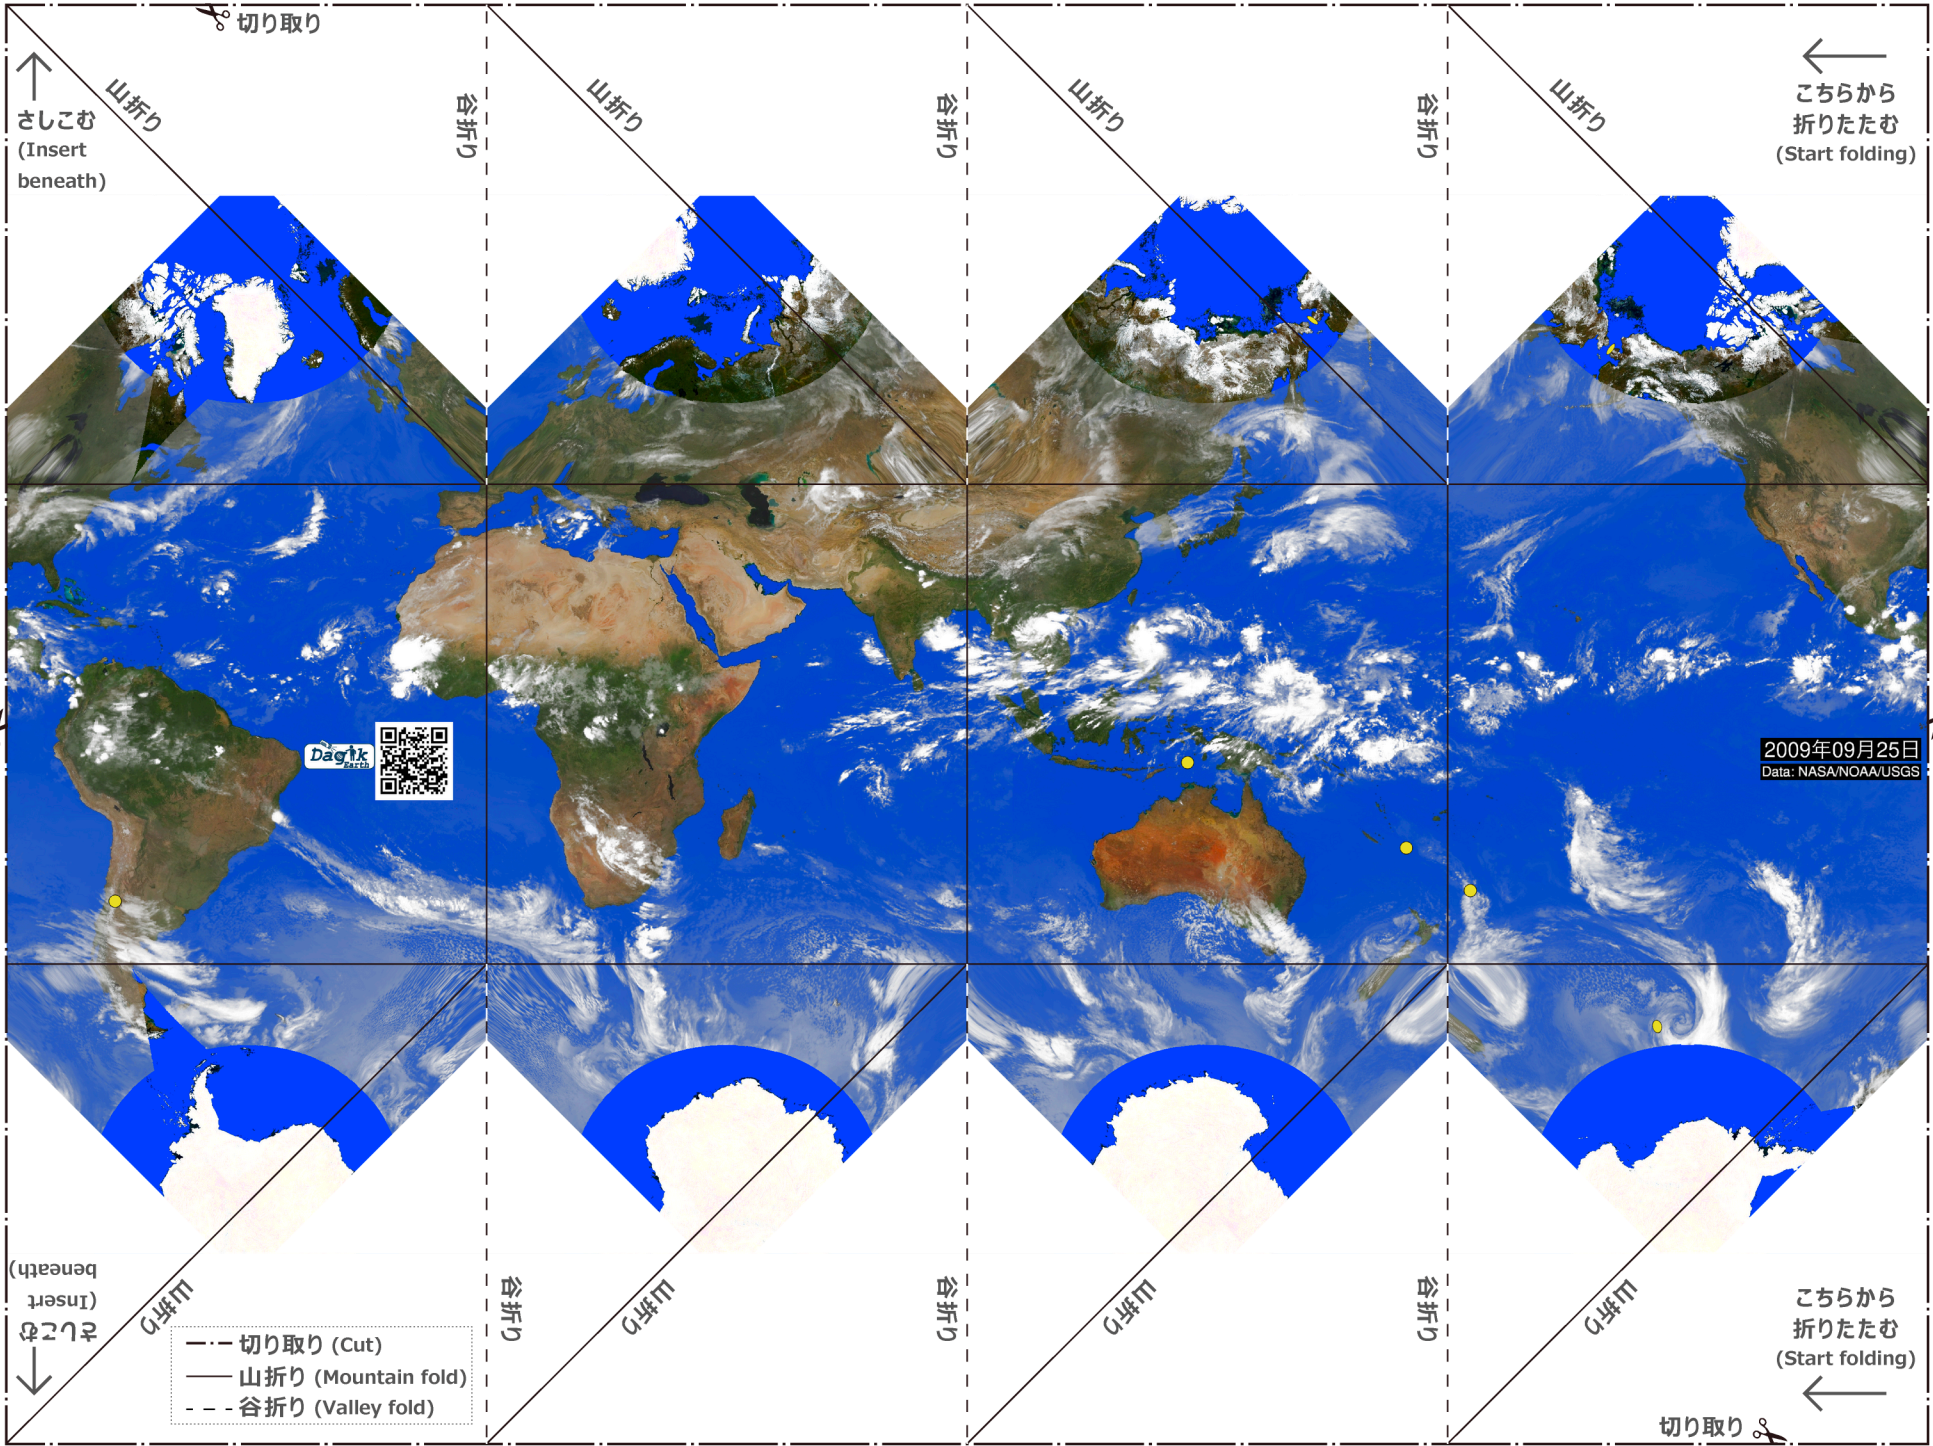 切り取り
山折り
谷折り
山折り
谷折り
山折り
谷折り
山折り
さしこむ
(Insert
beneath)
こちらから
折りたたむ
(Start folding)
Dagik
Earth
2009年09月25日
Data: NASA/NOAA/USGS
さしこむ
(Insert
beneath)
山折り
谷折り
山折り
谷折り
山折り
谷折り
山折り
こちらから
折りたたむ
(Start folding)
切り取り (Cut)
山折り (Mountain fold)
谷折り (Valley fold)
切り取り